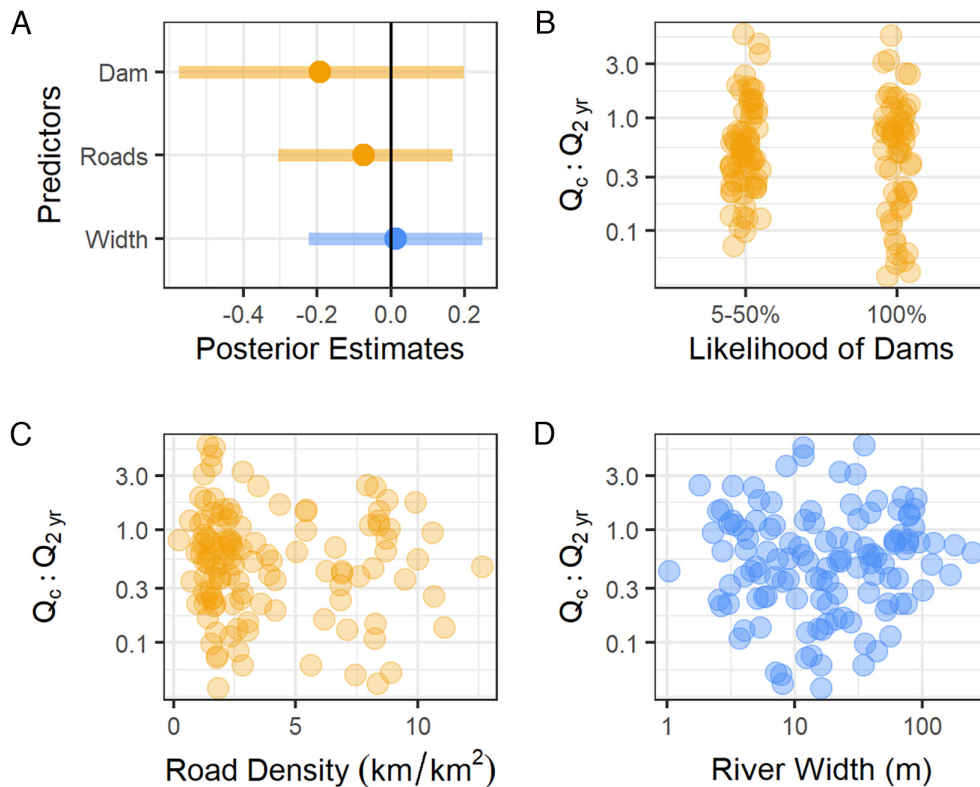 A
Dam
Roads
Width
Predictors
-0.4 -0.2 0.0 0.2
Posterior Estimates
B
3.0
1.0
0.3
0.1
Qc : Q2 yr
5-50% 100%
Likelihood of Dams
C
3.0
1.0
0.3
0.1
Qc : Q2 yr
0 5 10
Road Density (km/km²)
D
3.0
1.0
0.3
0.1
Qc : Q2 yr
1 10 100
River Width (m)